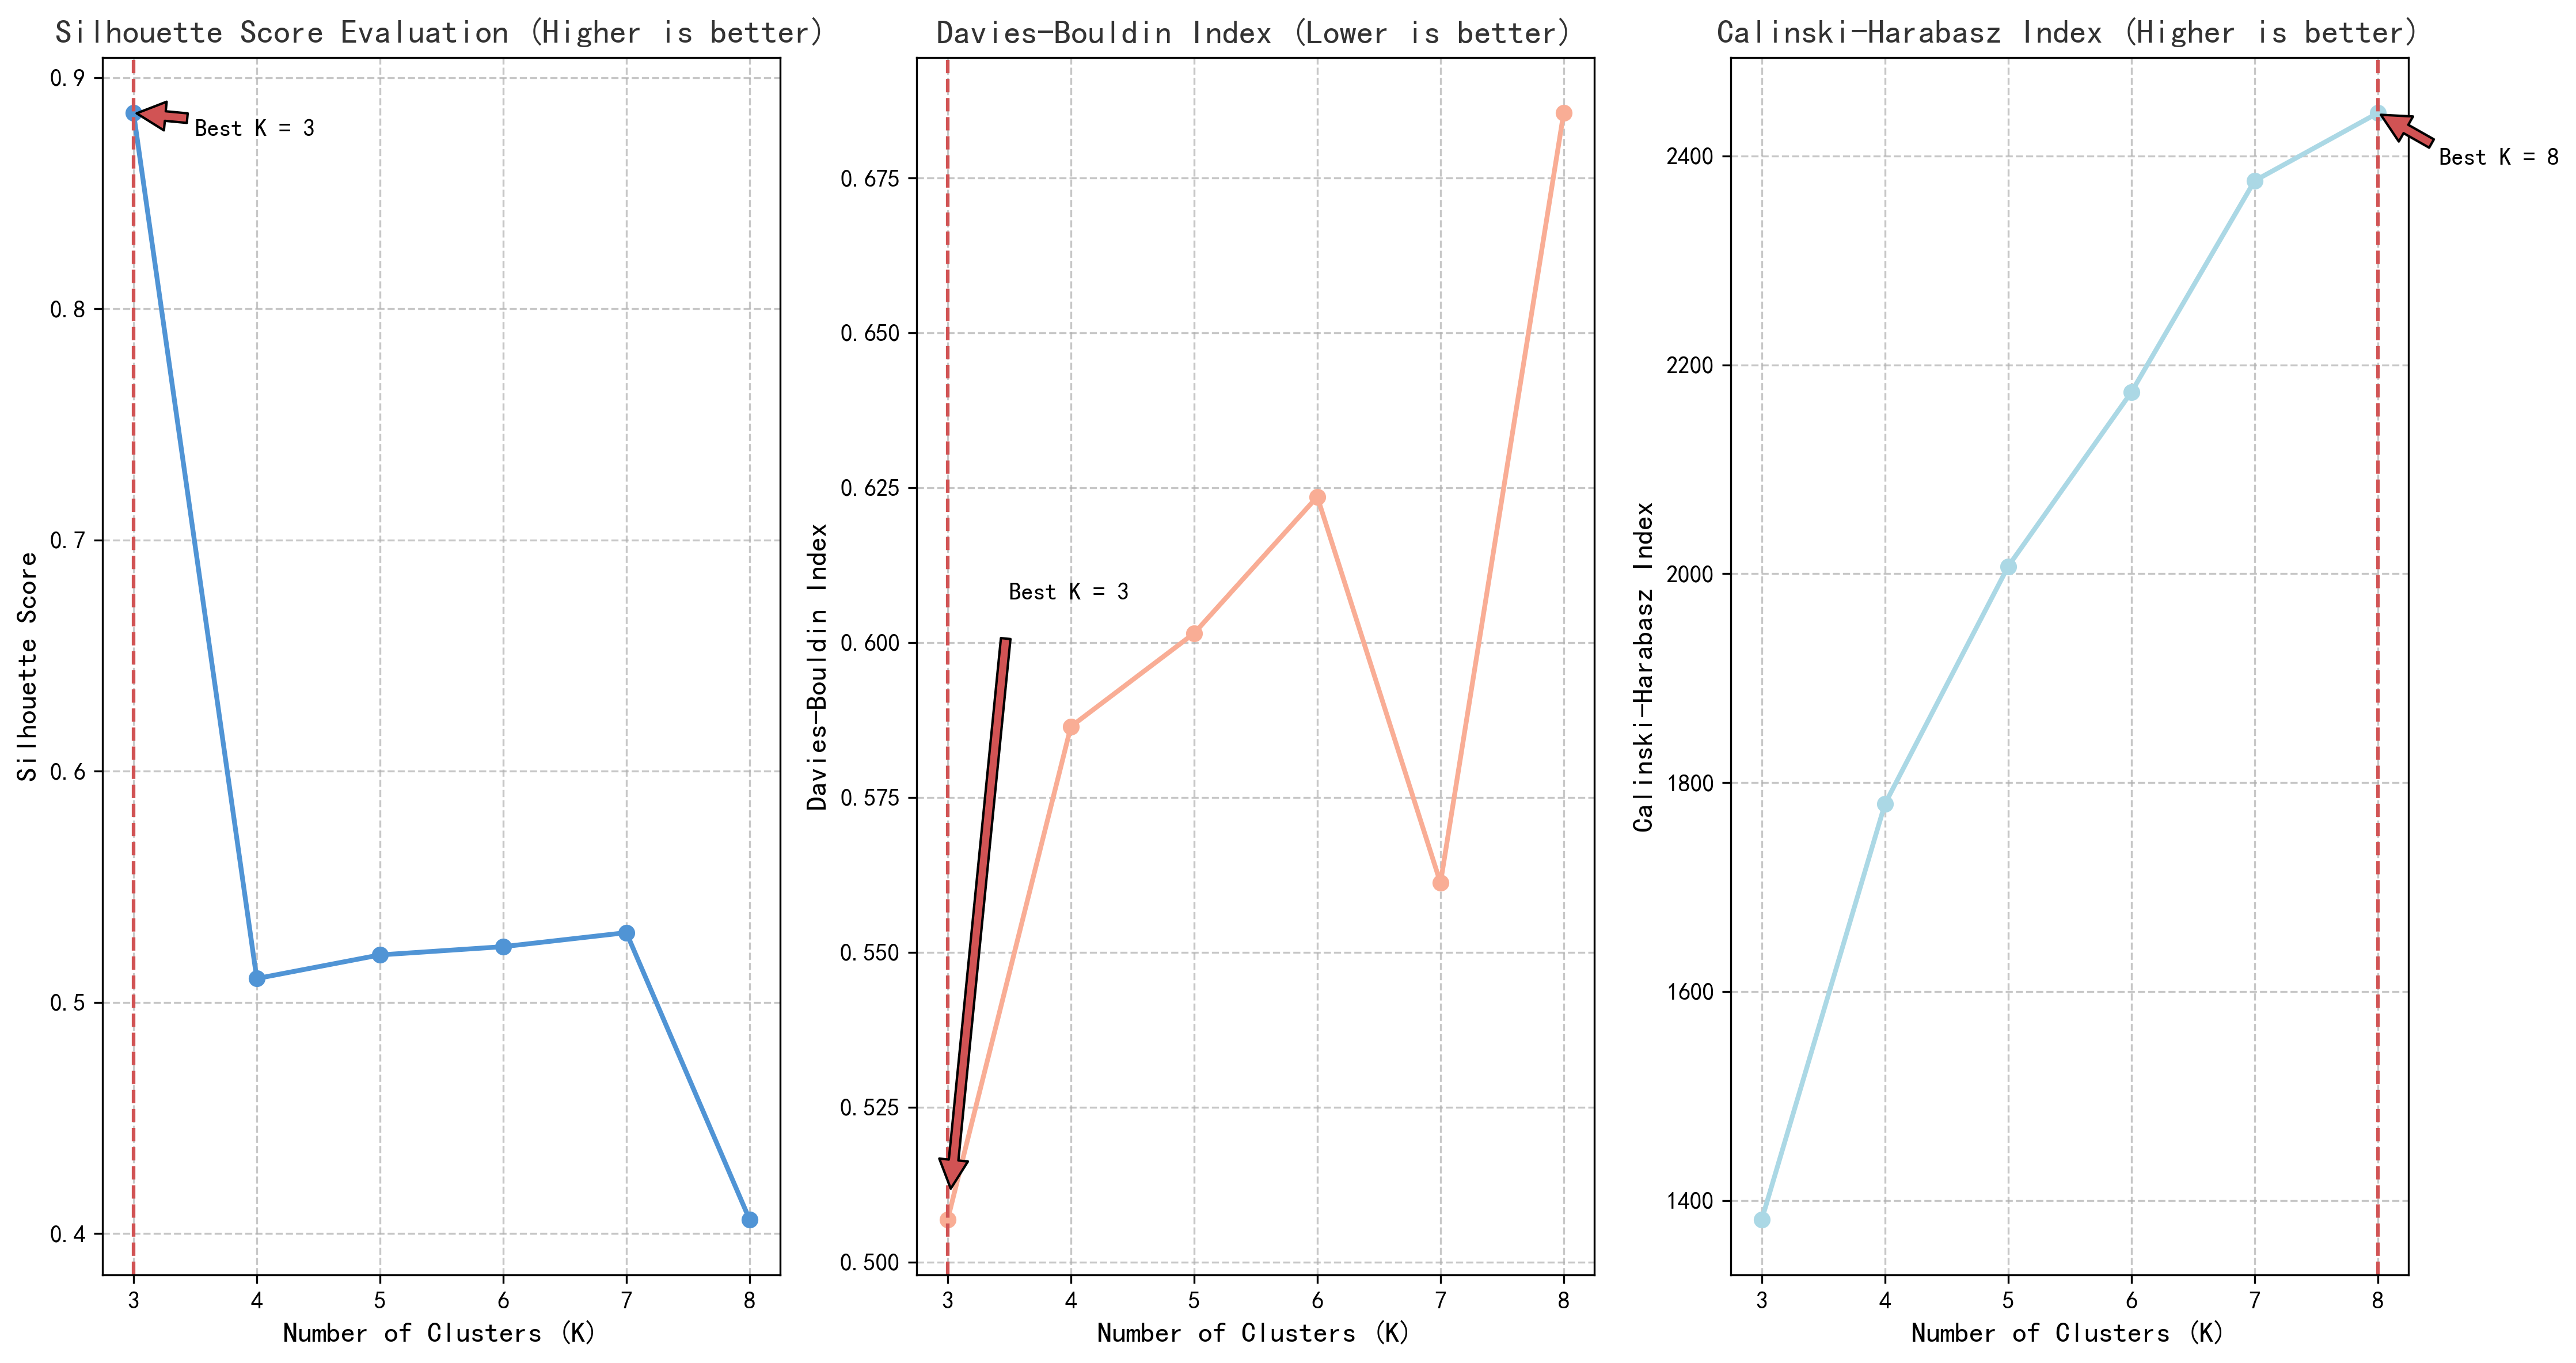 Silhouette Score Evaluation (Higher is better)
0.9
0.8
0.7
0.6
0.5
0.4
Silhouette Score
Best K = 3
3 4 5 6 7 8
Number of Clusters (K)
Davies-Bouldin Index (Lower is better)
0.675
0.650
0.625
0.600
0.575
0.550
0.525
0.500
Davies-Bouldin Index
Best K = 3
3 4 5 6 7 8
Number of Clusters (K)
Calinski-Harabasz Index (Higher is better)
2400
2200
2000
1800
1600
1400
Calinski-Harabasz Index
Best K = 8
3 4 5 6 7 8
Number of Clusters (K)